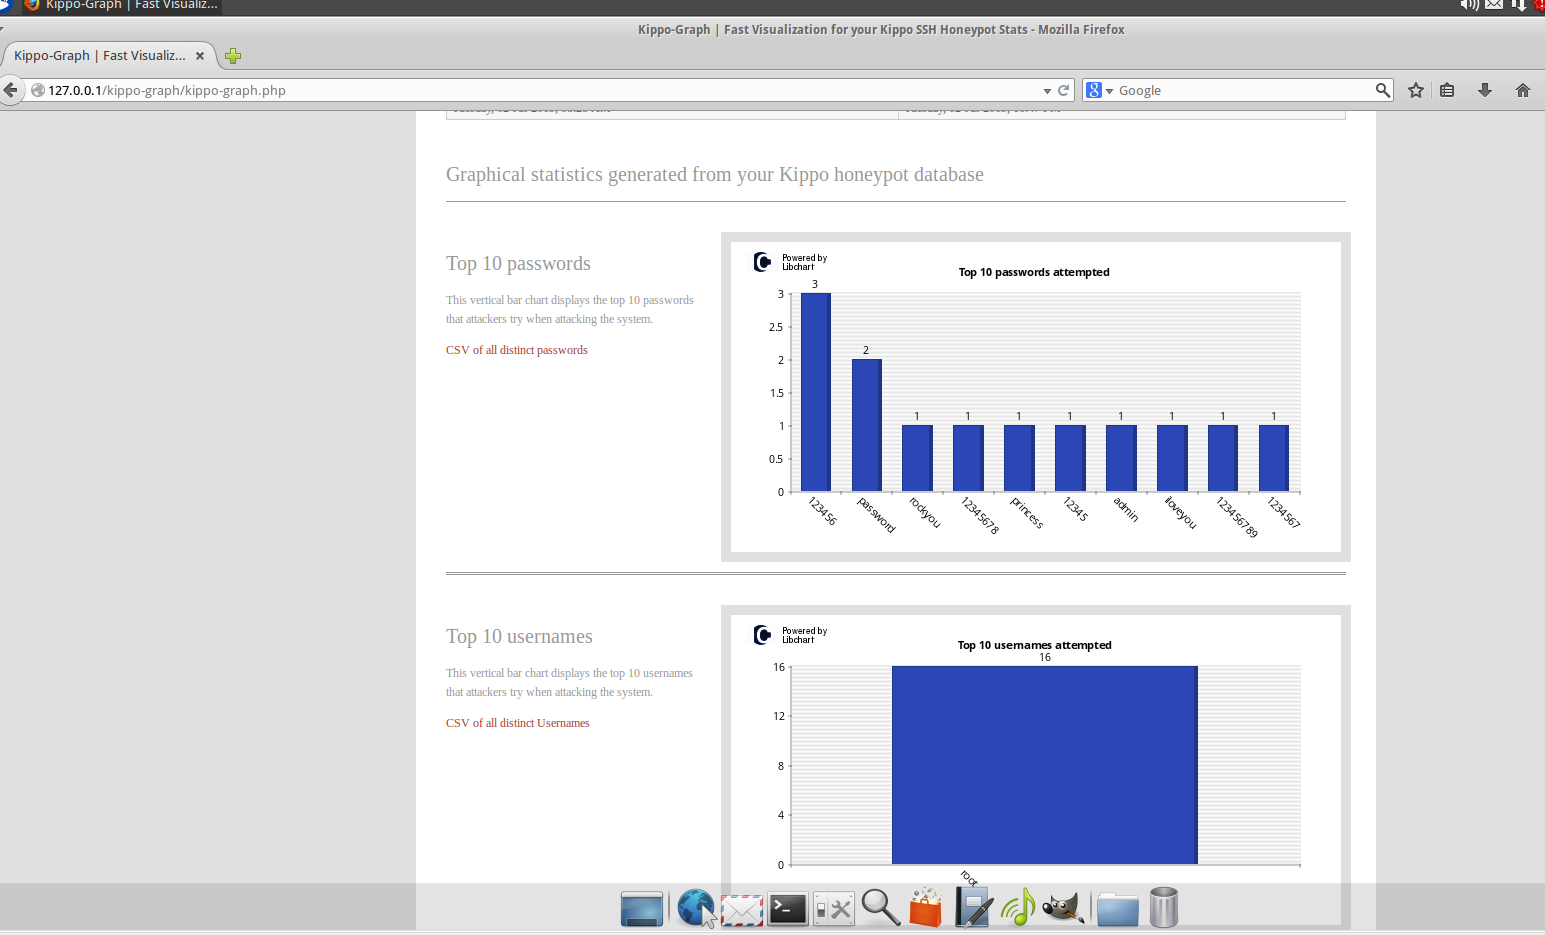 Kippo-Graph | Fast Visualiz...
Kippo-Graph | Fast Visualization for your Kippo SSH Honeypot Stats - Mozilla Firefox
Kippo-Graph | Fast Visualiz...
127.0.0.1/kippo-graph/kippo-graph.php
Google
Graphical statistics generated from your Kippo honeypot database
Top 10 passwords
This vertical bar chart displays the top 10 passwords
that attackers try when attacking the system.
CSV of all distinct passwords
Powered by
Libchart
Top 10 passwords attempted
3
3
2.5
2
2
1.5
1
1 1 1 1 1 1 1 1
0.5
0
123456 password rockyou 12345678 princess 12345 admin iloveyou 123456789 1234567
Top 10 usernames
This vertical bar chart displays the top 10 usernames
that attackers try when attacking the system.
CSV of all distinct Usernames
Powered by
Libchart
Top 10 usernames attempted
16
16
12
8
4
0
root